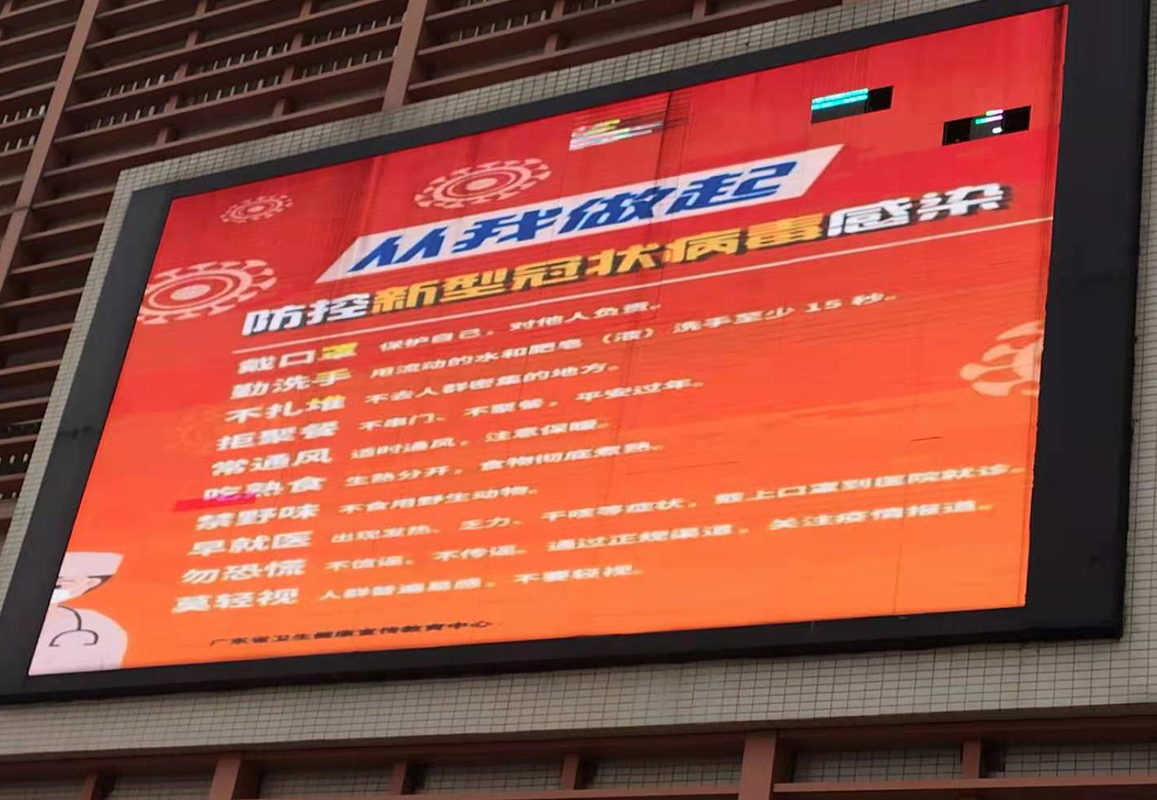 从我做起
防控新型冠状病毒感染
戴口罩 保护自己，对他人负责。
勤洗手 用流动的水和肥皂（液）洗手至少 15 秒。
不扎堆 不去人群密集的地方。
拒聚餐 不串门、不聚餐，平安过年。
常通风 适时通风，注意保暖。
吃熟食 生熟分开，食物彻底煮熟。
禁野味 不食用野生动物。
早就医 出现发热、乏力、干咳等症状，戴上口罩到医院就诊。
勿恐慌 不信谣、不传谣，通过正规渠道，关注疫情报道。
莫轻视 人群普遍易感，不要轻视。
广东省卫生健康宣传教育中心